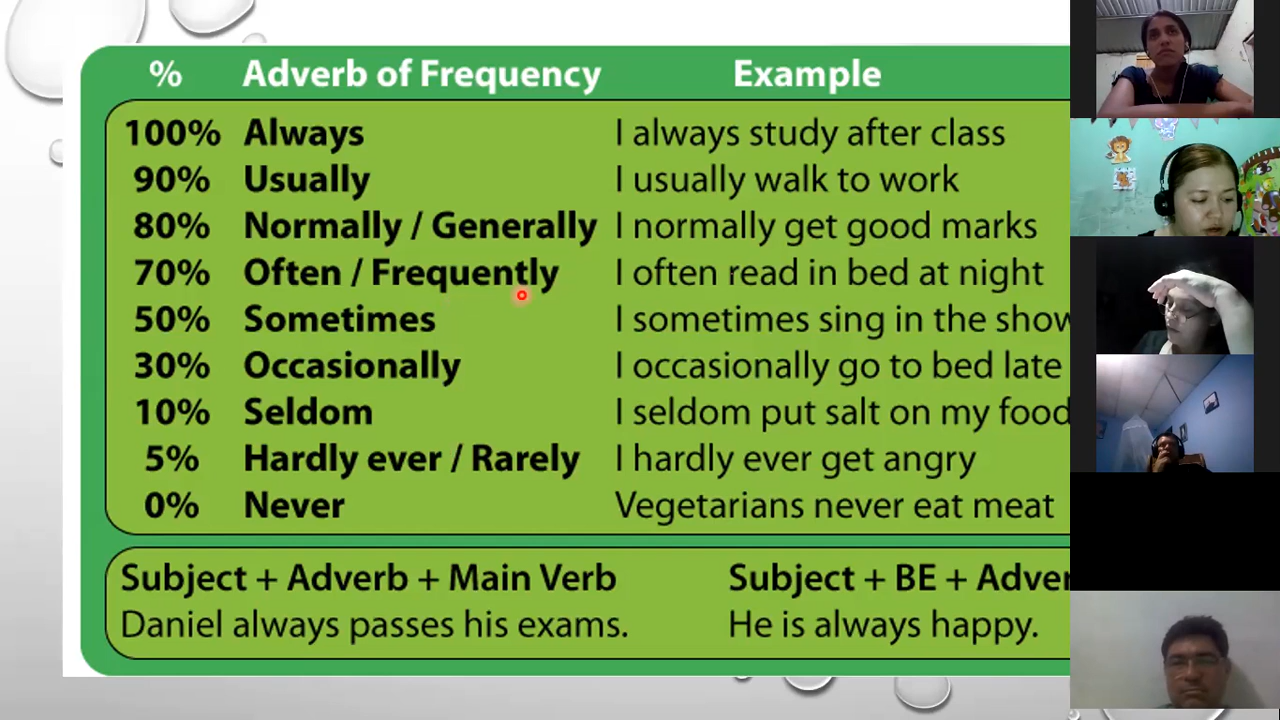 % Adverb of Frequency Example
100% Always I always study after class
90% Usually I usually walk to work
80% Normally / Generally I normally get good marks
70% Often / Frequently I often read in bed at night
50% Sometimes I sometimes sing in the show
30% Occasionally I occasionally go to bed late
10% Seldom I seldom put salt on my food
5% Hardly ever / Rarely I hardly ever get angry
0% Never Vegetarians never eat meat
Subject + Adverb + Main Verb Subject + BE + Adver
Daniel always passes his exams. He is always happy.